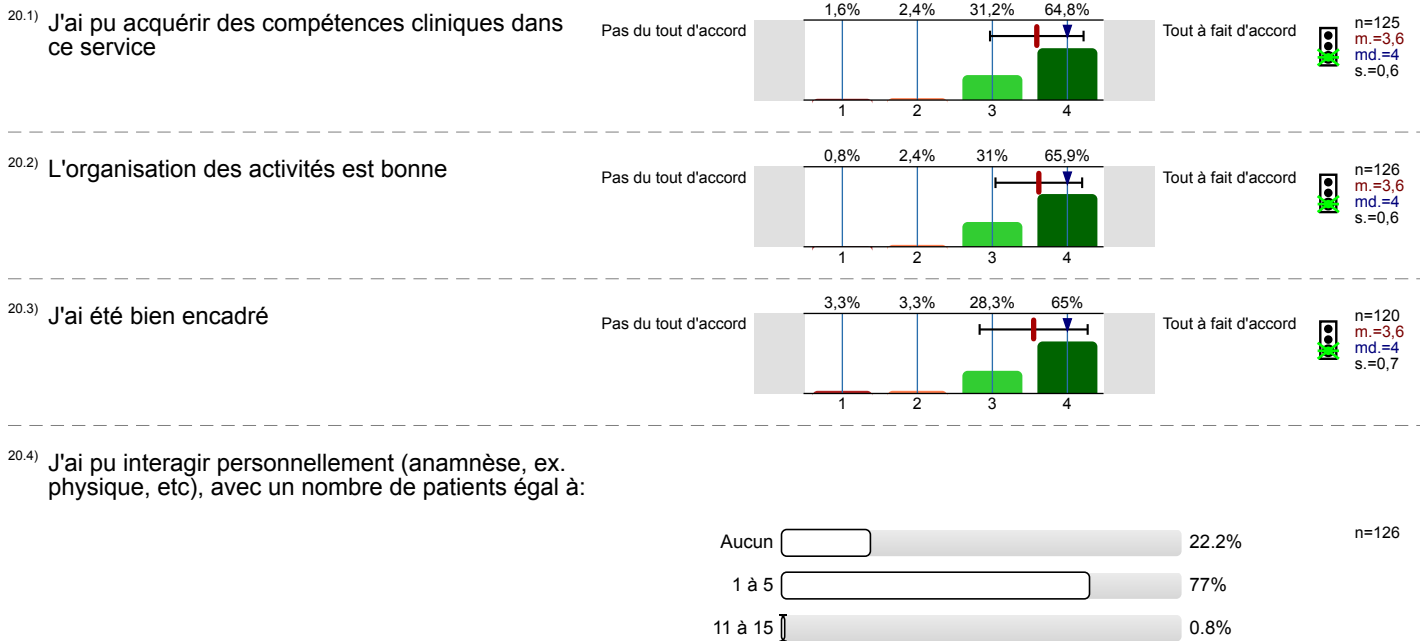 20.1) J'ai pu acquérir des compétences cliniques dans
ce service
Pas du tout d'accord
1,6% 2,4% 31,2% 64,8%
1 2 3 4
Tout à fait d'accord
n=125
m.=3,6
md.=4
s.=0,6
20.2) L'organisation des activités est bonne
Pas du tout d'accord
0,8% 2,4% 31% 65,9%
1 2 3 4
Tout à fait d'accord
n=126
m.=3,6
md.=4
s.=0,6
20.3) J'ai été bien encadré
Pas du tout d'accord
3,3% 3,3% 28,3% 65%
1 2 3 4
Tout à fait d'accord
n=120
m.=3,6
md.=4
s.=0,7
20.4) J'ai pu interagir personnellement (anamnèse, ex.
physique, etc), avec un nombre de patients égal à:
Aucun 22.2% n=126
1 à 5 77%
11 à 15 0.8%